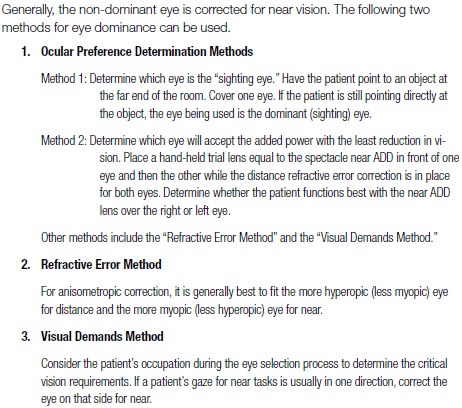 Generally, the non-dominant eye is corrected for near vision. The following two
methods for eye dominance can be used.
1. Ocular Preference Determination Methods
Method 1: Determine which eye is the “sighting eye.” Have the patient point to an object at
the far end of the room. Cover one eye. If the patient is still pointing directly at
the object, the eye being used is the dominant (sighting) eye.
Method 2: Determine which eye will accept the added power with the least reduction in vi-
sion. Place a hand-held trial lens equal to the spectacle near ADD in front of one
eye and then the other while the distance refractive error correction is in place
for both eyes. Determine whether the patient functions best with the near ADD
lens over the right or left eye.
Other methods include the “Refractive Error Method” and the “Visual Demands Method.”
2. Refractive Error Method
For anisometropic correction, it is generally best to fit the more hyperopic (less myopic) eye
for distance and the more myopic (less hyperopic) eye for near.
3. Visual Demands Method
Consider the patient’s occupation during the eye selection process to determine the critical
vision requirements. If a patient’s gaze for near tasks is usually in one direction, correct the
eye on that side for near.